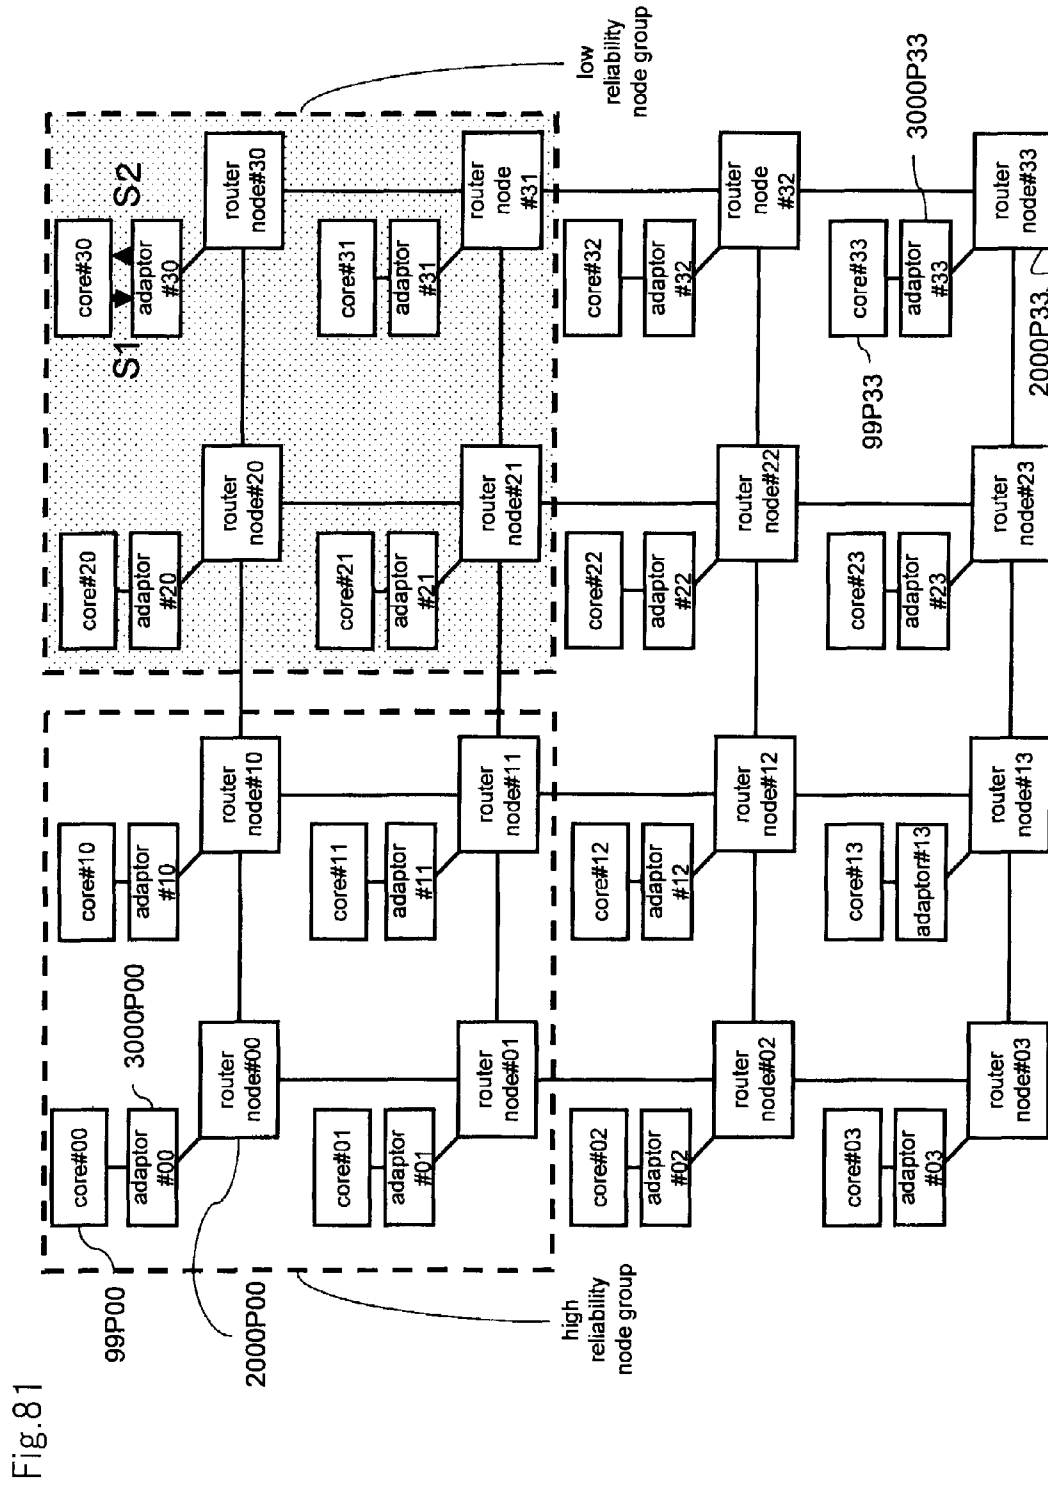 Fig.81
99P00
2000P00
3000P00
core#00
adaptor
#00
router
node#00
core#10
adaptor
#10
router
node#10
core#20
adaptor
#20
router
node#20
S1
S2
core#30
adaptor
#30
router
node#30
low
reliability
node group
core#01
adaptor
#01
router
node#01
core#11
adaptor
#11
router
node#11
core#21
adaptor
#21
router
node#21
core#31
adaptor
#31
router
node
#31
high
reliability
node group
core#02
adaptor
#02
router
node#02
core#12
adaptor
#12
router
node#12
core#22
adaptor
#22
router
node#22
core#32
adaptor
#32
router
node
#32
core#03
adaptor
#03
router
node#03
core#13
adaptor#13
router
node#13
core#23
adaptor
#23
router
node#23
99P33
core#33
adaptor
#33
3000P33
router
node#33
2000P33